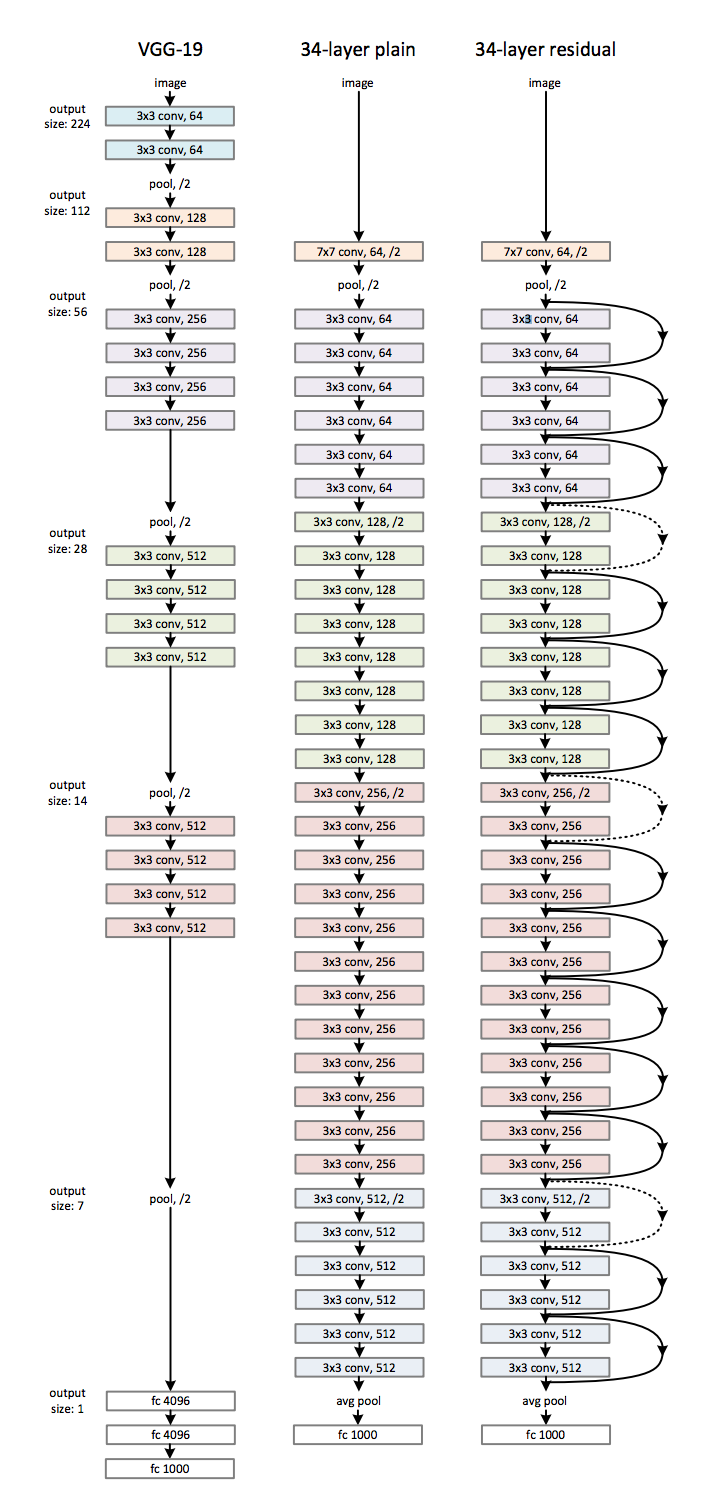 VGG-19
image
output
size: 224
3x3 conv, 64
3x3 conv, 64
pool, /2
output
size: 112
3x3 conv, 128
3x3 conv, 128
pool, /2
output
size: 56
3x3 conv, 256
3x3 conv, 256
3x3 conv, 256
3x3 conv, 256
pool, /2
output
size: 28
3x3 conv, 512
3x3 conv, 512
3x3 conv, 512
3x3 conv, 512
pool, /2
output
size: 14
3x3 conv, 512
3x3 conv, 512
3x3 conv, 512
3x3 conv, 512
output
size: 7
pool, /2
output
size: 1
fc 4096
fc 4096
fc 1000
34-layer plain
image
7x7 conv, 64, /2
pool, /2
3x3 conv, 64
3x3 conv, 64
3x3 conv, 64
3x3 conv, 64
3x3 conv, 64
3x3 conv, 64
3x3 conv, 128, /2
3x3 conv, 128
3x3 conv, 128
3x3 conv, 128
3x3 conv, 128
3x3 conv, 128
3x3 conv, 128
3x3 conv, 128
3x3 conv, 256, /2
3x3 conv, 256
3x3 conv, 256
3x3 conv, 256
3x3 conv, 256
3x3 conv, 256
3x3 conv, 256
3x3 conv, 256
3x3 conv, 256
3x3 conv, 256
3x3 conv, 256
3x3 conv, 256
3x3 conv, 512, /2
3x3 conv, 512
3x3 conv, 512
3x3 conv, 512
3x3 conv, 512
3x3 conv, 512
avg pool
fc 1000
34-layer residual
image
7x7 conv, 64, /2
pool, /2
3x3 conv, 64
3x3 conv, 64
3x3 conv, 64
3x3 conv, 64
3x3 conv, 64
3x3 conv, 64
3x3 conv, 128, /2
3x3 conv, 128
3x3 conv, 128
3x3 conv, 128
3x3 conv, 128
3x3 conv, 128
3x3 conv, 128
3x3 conv, 128
3x3 conv, 256, /2
3x3 conv, 256
3x3 conv, 256
3x3 conv, 256
3x3 conv, 256
3x3 conv, 256
3x3 conv, 256
3x3 conv, 256
3x3 conv, 256
3x3 conv, 256
3x3 conv, 256
3x3 conv, 256
3x3 conv, 512, /2
3x3 conv, 512
3x3 conv, 512
3x3 conv, 512
3x3 conv, 512
3x3 conv, 512
avg pool
fc 1000